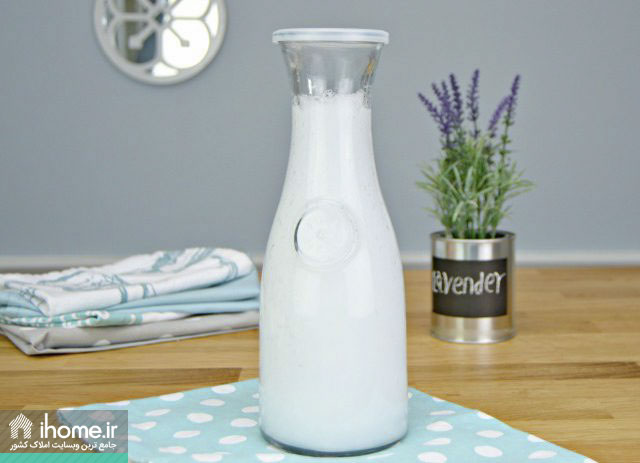 lavender
ihome.ir
جامع ترین وبسایت املاک کشور